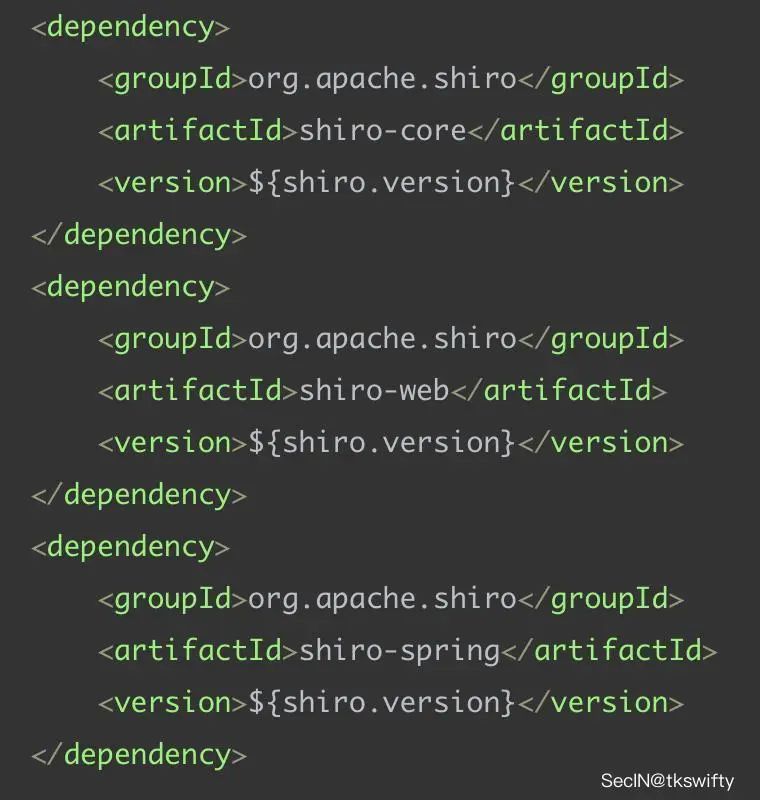 <dependency>
    <groupId>org.apache.shiro</groupId>
    <artifactId>shiro-core</artifactId>
    <version>${shiro.version}</version>
</dependency>
<dependency>
    <groupId>org.apache.shiro</groupId>
    <artifactId>shiro-web</artifactId>
    <version>${shiro.version}</version>
</dependency>
<dependency>
    <groupId>org.apache.shiro</groupId>
    <artifactId>shiro-spring</artifactId>
    <version>${shiro.version}</version>
</dependency>
SecIN@tkswifty